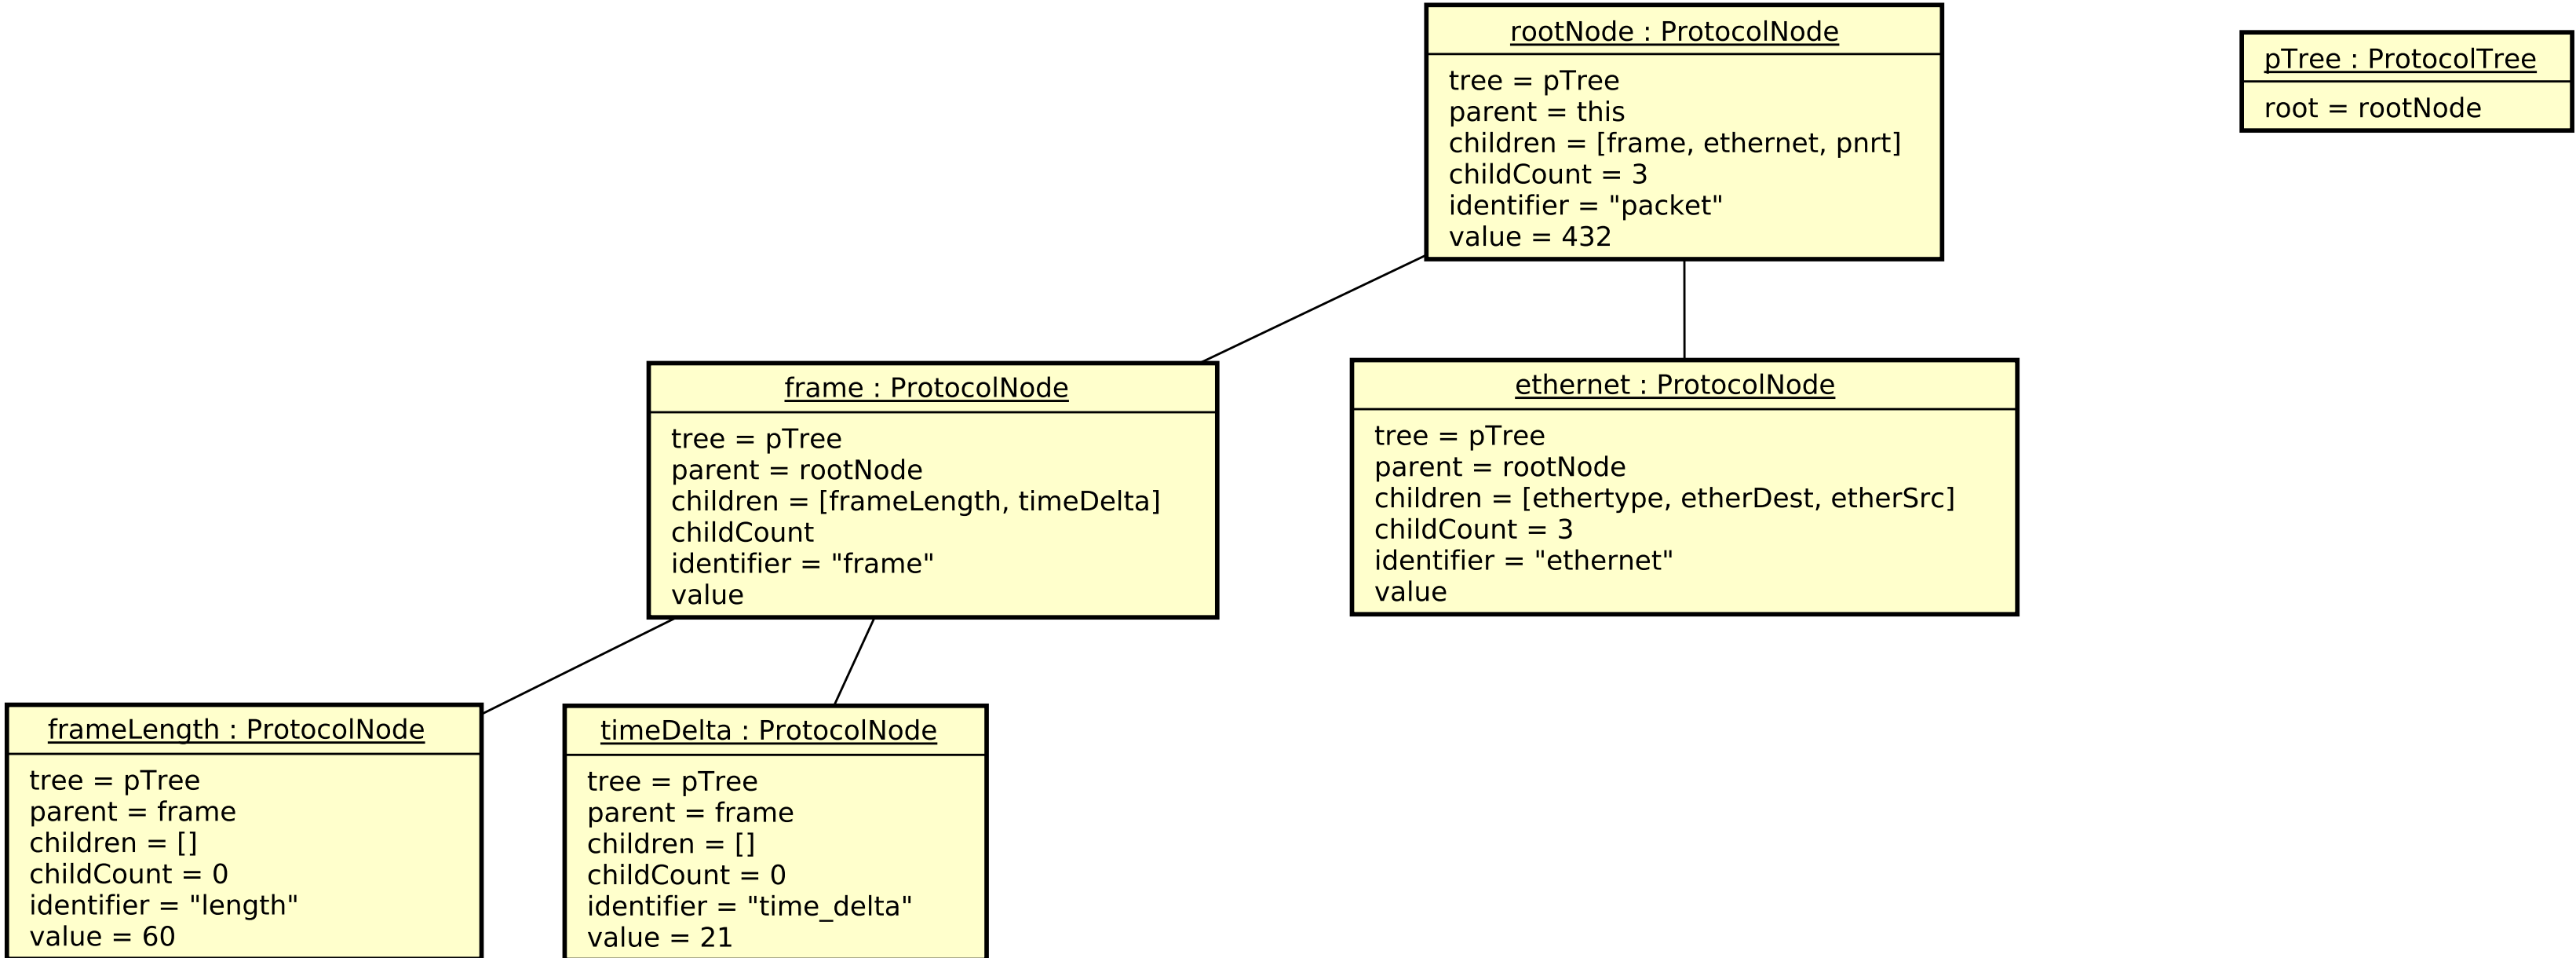 rootNode : ProtocolNode
tree = pTree
parent = this
children = [frame, ethernet, pnrt]
childCount = 3
identifier = "packet"
value = 432
pTree : ProtocolTree
root = rootNode
frame : ProtocolNode
tree = pTree
parent = rootNode
children = [frameLength, timeDelta]
childCount
identifier = "frame"
value
ethernet : ProtocolNode
tree = pTree
parent = rootNode
children = [ethertype, etherDest, etherSrc]
childCount = 3
identifier = "ethernet"
value
frameLength : ProtocolNode
tree = pTree
parent = frame
children = []
childCount = 0
identifier = "length"
value = 60
timeDelta : ProtocolNode
tree = pTree
parent = frame
children = []
childCount = 0
identifier = "time_delta"
value = 21